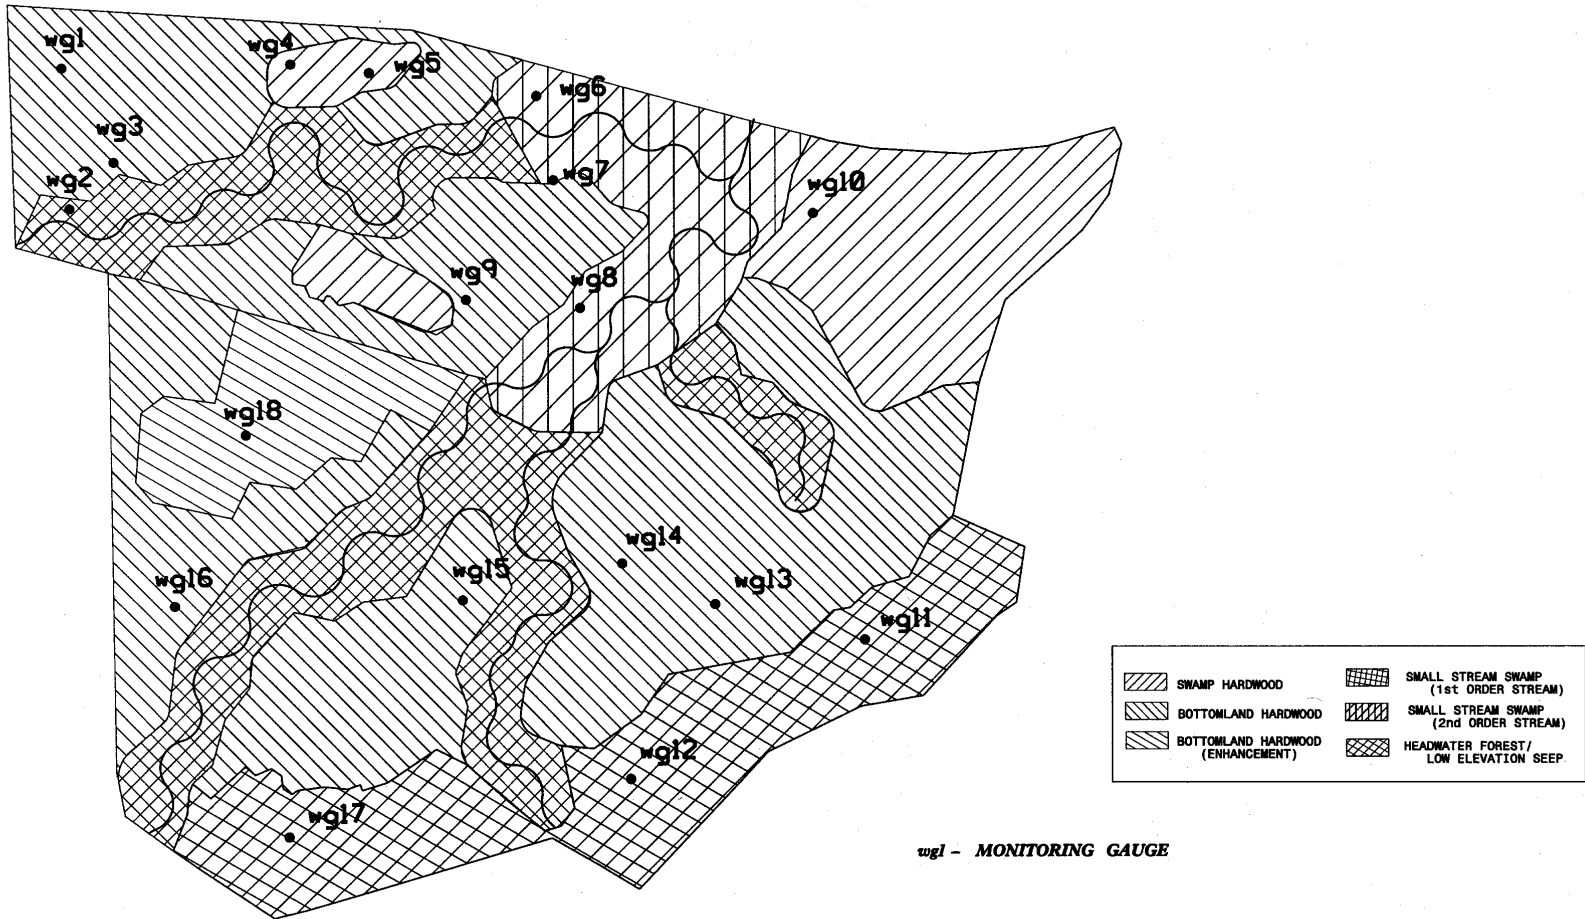 wg1
wg4
wg5
wg6
wg3
wg2
wg7
wg10
wg9
wg8
wg18
wg14
wg15
wg16
wg13
wg11
wg12
wg17
SWAMP HARDWOOD
BOTTOMLAND HARDWOOD
BOTTOMLAND HARDWOOD
(ENHANCEMENT)
SMALL STREAM SWAMP
(1st ORDER STREAM)
SMALL STREAM SWAMP
(2nd ORDER STREAM)
HEADWATER FOREST/
LOW ELEVATION SEEP
wg1 - MONITORING GAUGE